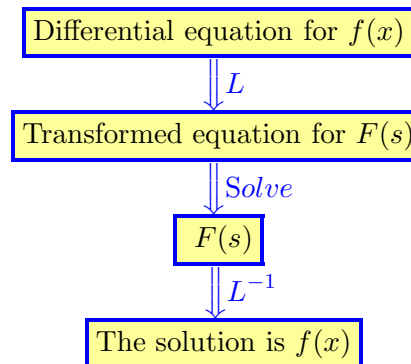 Differential equation for f(x)
L
Transformed equation for F(s)
Solve
F(s)
L⁻¹
The solution is f(x)